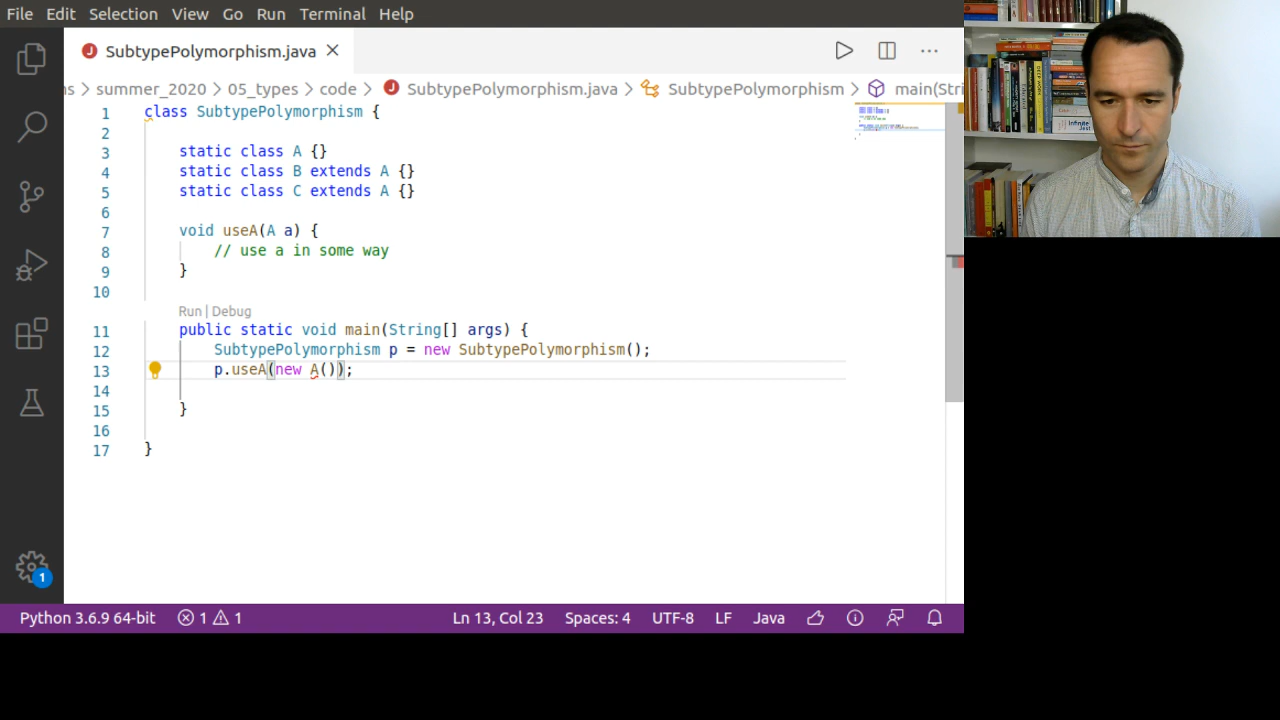 File Edit Selection View Go Run Terminal Help
SubtypePolymorphism.java
ns > summer_2020 > 05_types > code > SubtypePolymorphism.java > SubtypePolymorphism > main(Stri
1 class SubtypePolymorphism {
2
3 static class A {}
4 static class B extends A {}
5 static class C extends A {}
6
7 void useA(A a) {
8 // use a in some way
9 }
10
Run | Debug
11 public static void main(String[] args) {
12 SubtypePolymorphism p = new SubtypePolymorphism();
13 p.useA(new A());
14
15 }
16
17 }
1
Python 3.6.9 64-bit 1 1 Ln 13, Col 23 Spaces: 4 UTF-8 LF Java
Infinite
Jest